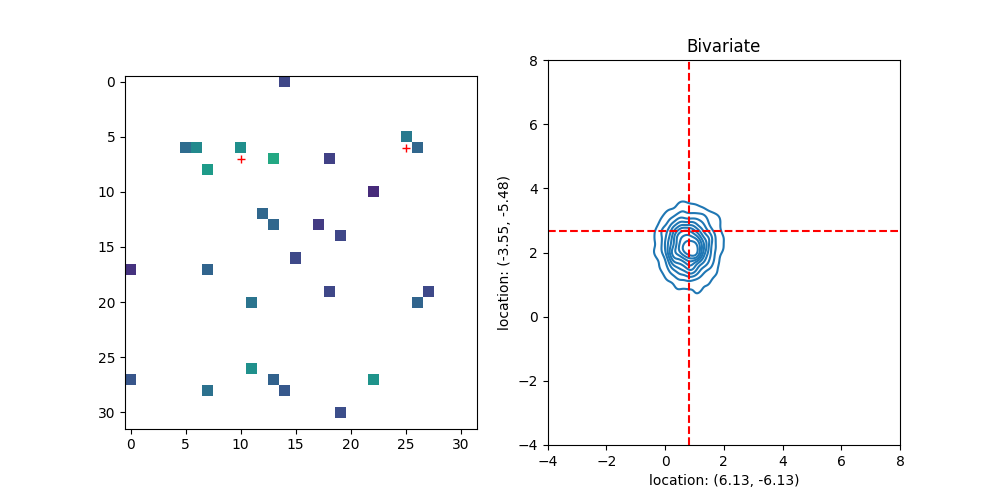 0
5
10
15
20
25
30
0 5 10 15 20 25 30
Bivariate
8
6
4
2
0
−2
−4
−4 −2 0 2 4 6 8
location: (-3.55, -5.48)
location: (6.13, -6.13)